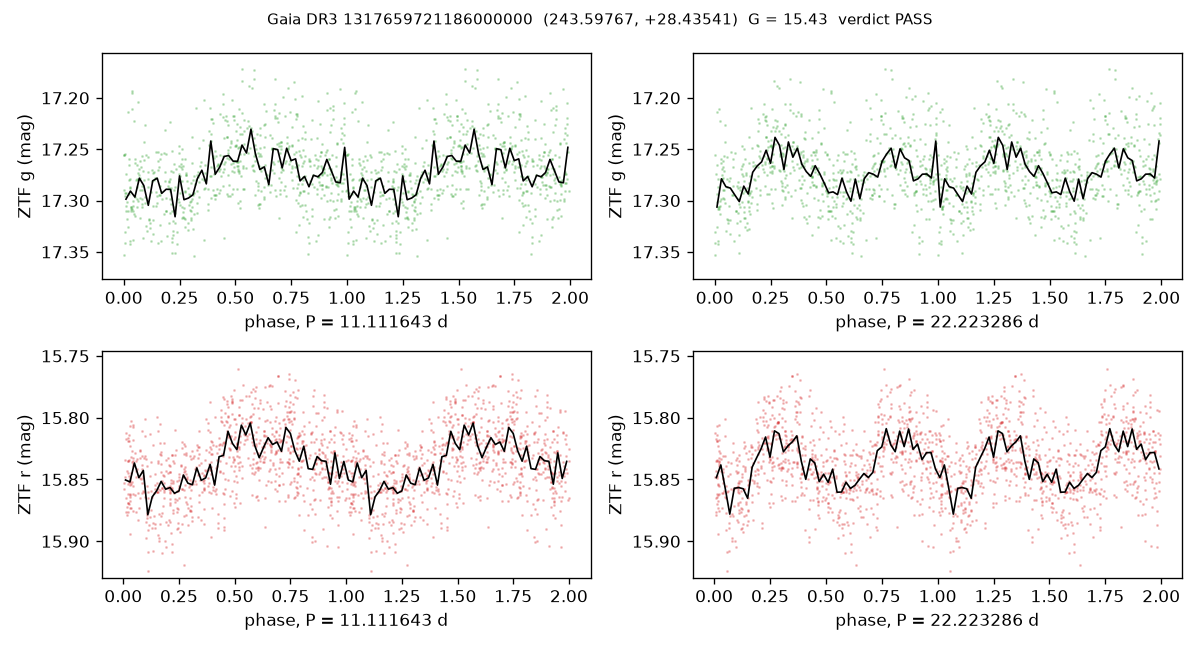 Gaia DR3 1317659721186000000 (243.59767, +28.43541) G = 15.43 verdict PASS
ZTF g (mag)
17.20
17.25
17.30
17.35
0.00 0.25 0.50 0.75 1.00 1.25 1.50 1.75 2.00
phase, P = 11.111643 d
ZTF g (mag)
17.20
17.25
17.30
17.35
0.00 0.25 0.50 0.75 1.00 1.25 1.50 1.75 2.00
phase, P = 22.223286 d
ZTF r (mag)
15.75
15.80
15.85
15.90
0.00 0.25 0.50 0.75 1.00 1.25 1.50 1.75 2.00
phase, P = 11.111643 d
ZTF r (mag)
15.75
15.80
15.85
15.90
0.00 0.25 0.50 0.75 1.00 1.25 1.50 1.75 2.00
phase, P = 22.223286 d